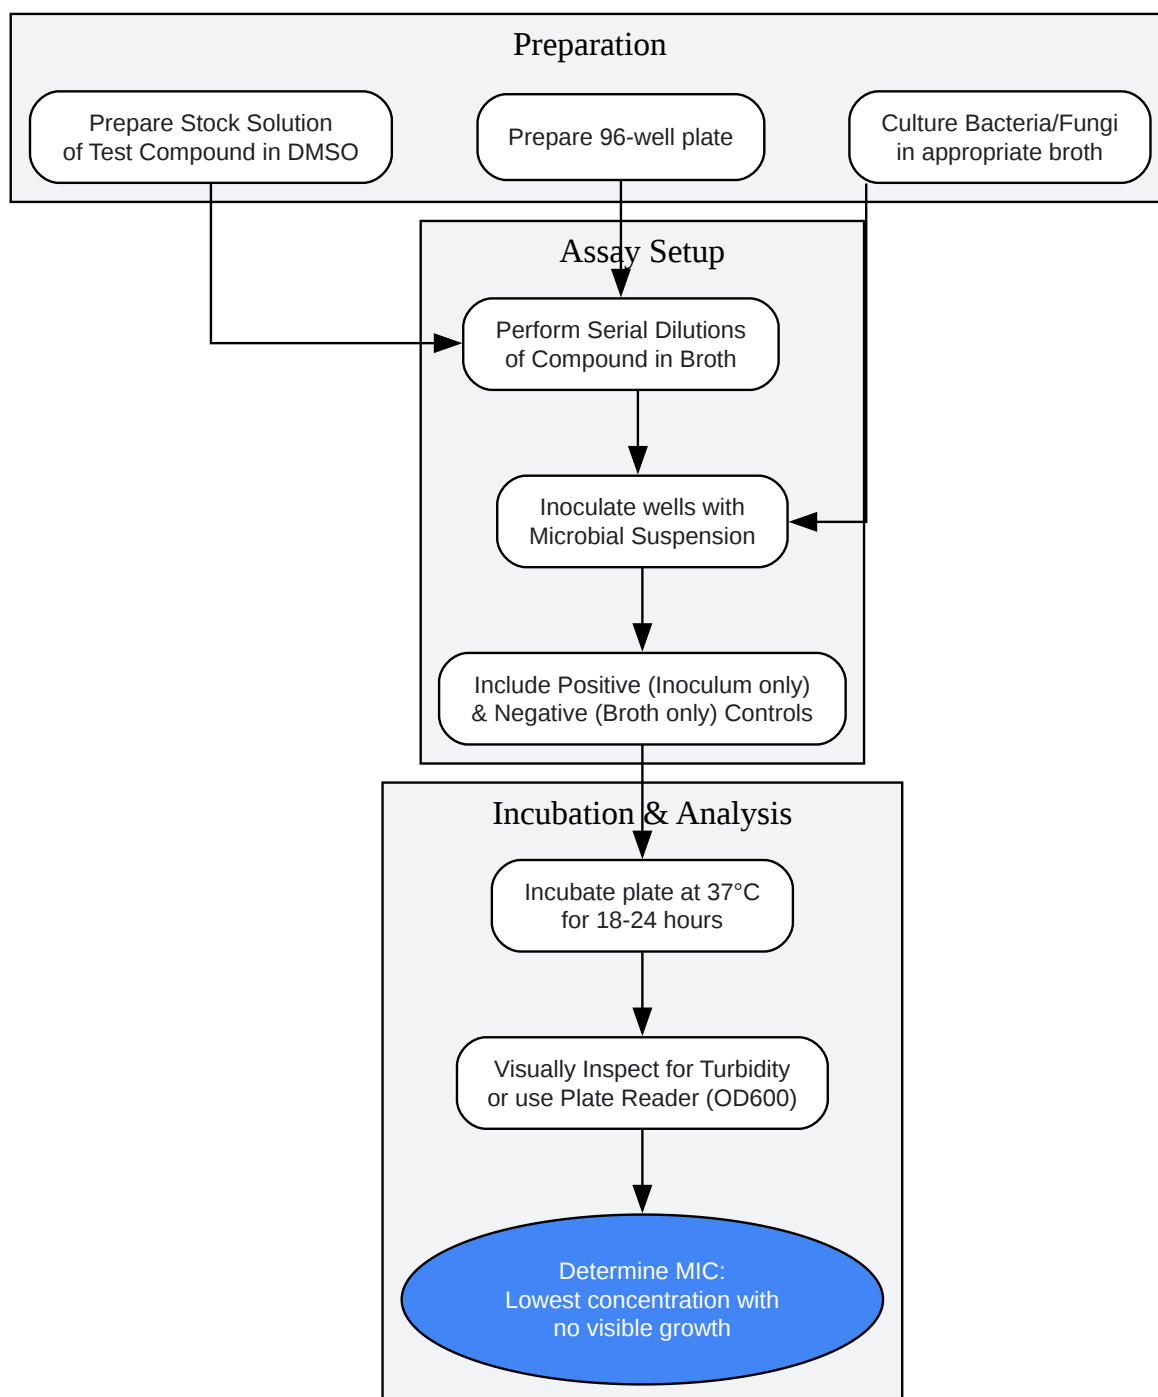 Preparation
Prepare Stock Solution
of Test Compound in DMSO
Prepare 96-well plate
Culture Bacteria/Fungi
in appropriate broth
Assay Setup
Perform Serial Dilutions
of Compound in Broth
Inoculate wells with
Microbial Suspension
Include Positive (Inoculum only)
& Negative (Broth only) Controls
Incubation & Analysis
Incubate plate at 37°C
for 18-24 hours
Visually Inspect for Turbidity
or use Plate Reader (OD600)
Determine MIC:
Lowest concentration with
no visible growth